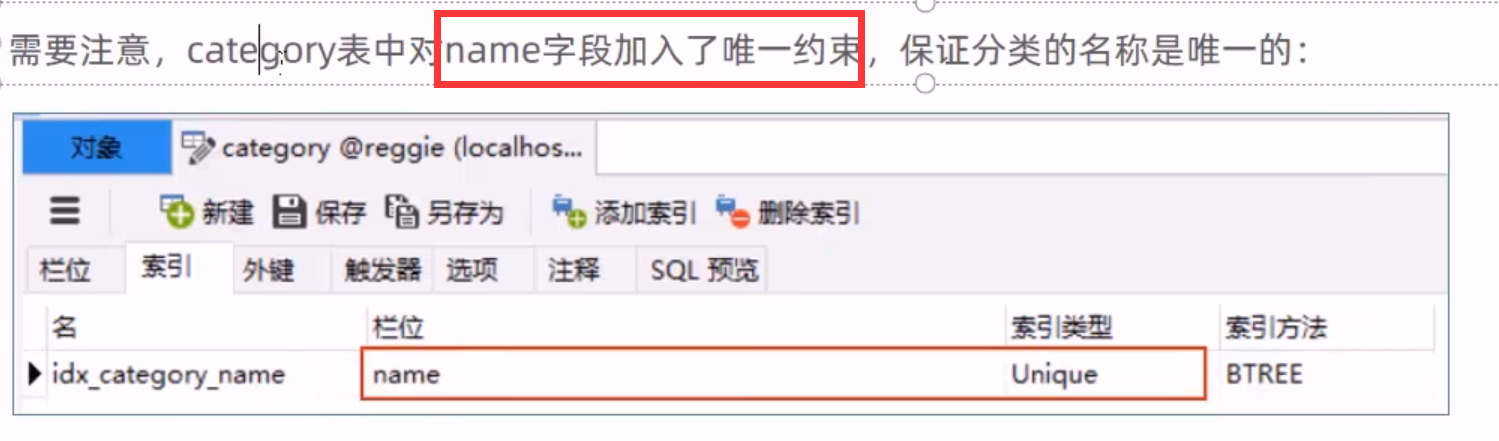 需要注意，category表中对name字段加入了唯一约束，保证分类的名称是唯一的：
对象 category @reggie (localhos...
新建 保存 另存为 添加索引 删除索引
栏位 索引 外键 触发器 选项 注释 SQL 预览
名 栏位 索引类型 索引方法
idx_category_name name Unique BTREE